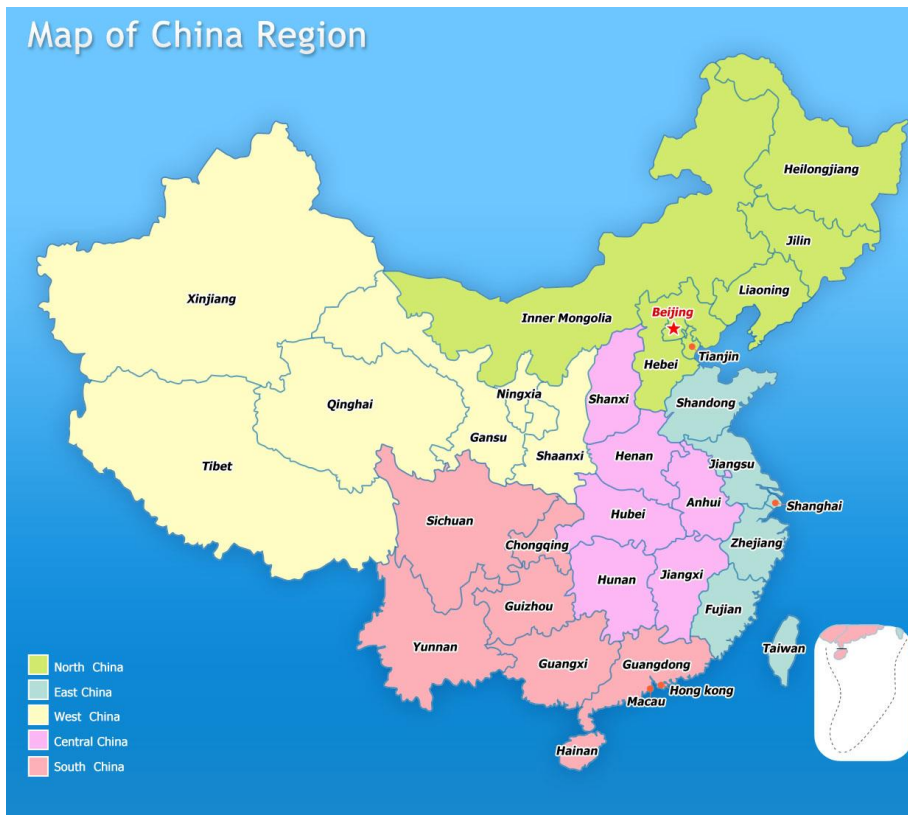 Map of China Region
Heilongjiang
Jilin
Liaoning
Xinjiang
Inner Mongolia
Beijing
Tianjin
Hebei
Ningxia
Shanxi
Qinghai
Shandong
Gansu
Shaanxi
Henan
Jiangsu
Tibet
Anhui
Shanghai
Sichuan
Hubei
Chongqing
Zhejiang
Hunan
Jiangxi
Guizhou
Fujian
Yunnan
Taiwan
Guangxi
Guangdong
Hong kong
Macau
Hainan
North China
East China
West China
Central China
South China